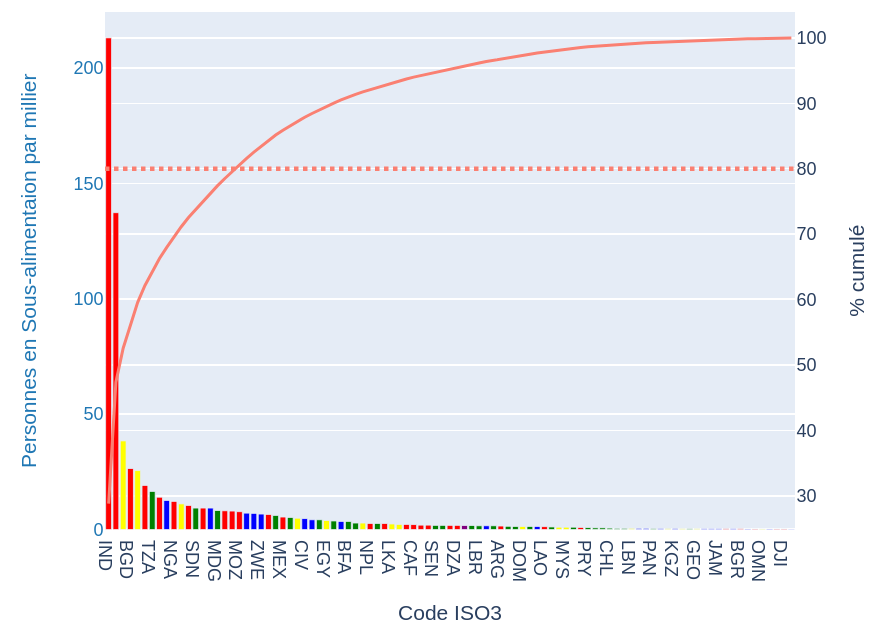 Personnes en Sous-alimentaion par millier
200
150
100
50
0
100
90
80
70
60
50
40
30
% cumulé
IND
BGD
TZA
NGA
SDN
MDG
MOZ
ZWE
MEX
CIV
EGY
BFA
NPL
LKA
CAF
SEN
DZA
LBR
ARG
DOM
LAO
MYS
PRY
CHL
LBN
PAN
KGZ
GEO
JAM
BGR
OMN
DJI
Code ISO3